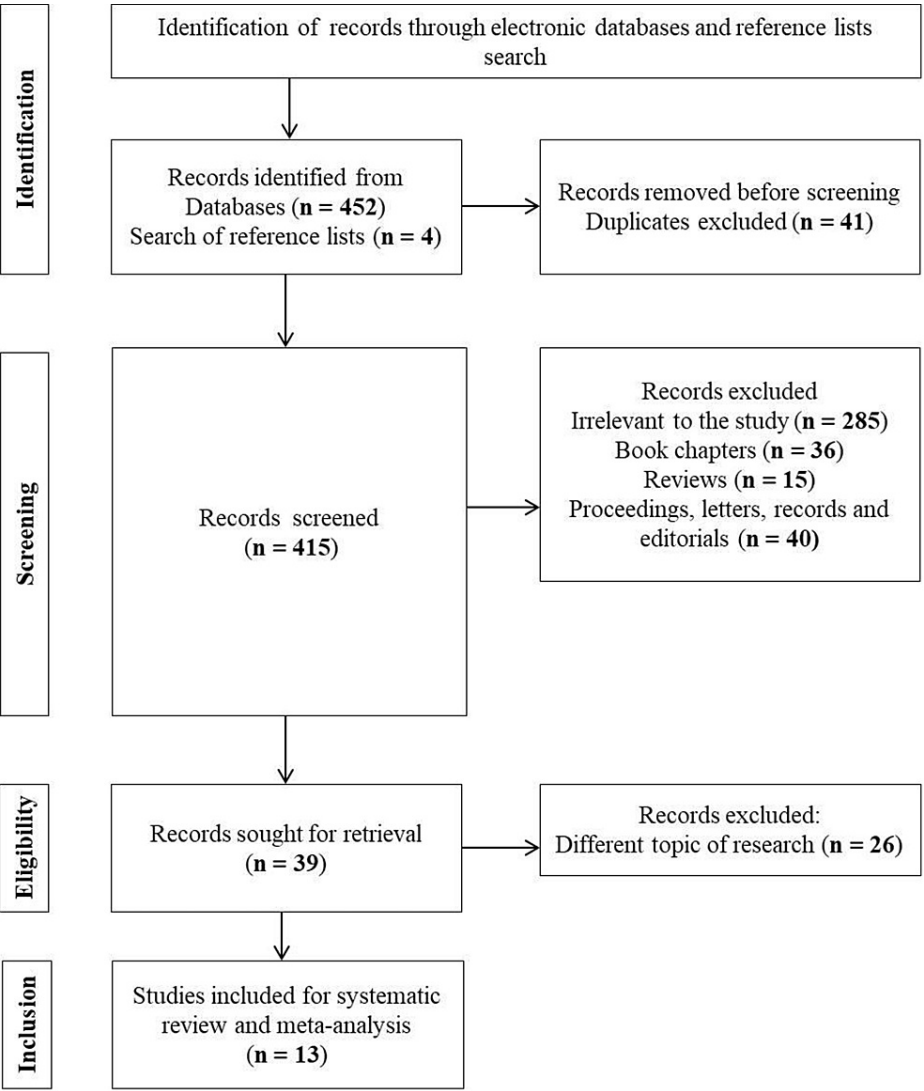 Identification
Identification of records through electronic databases and reference lists
search
Records identified from
Databases (n = 452)
Search of reference lists (n = 4)
Records removed before screening
Duplicates excluded (n = 41)
Screening
Records screened
(n = 415)
Records excluded
Irrelevant to the study (n = 285)
Book chapters (n = 36)
Reviews (n = 15)
Proceedings, letters, records and
editorials (n = 40)
Eligibility
Records sought for retrieval
(n = 39)
Records excluded:
Different topic of research (n = 26)
Inclusion
Studies included for systematic
review and meta-analysis
(n = 13)